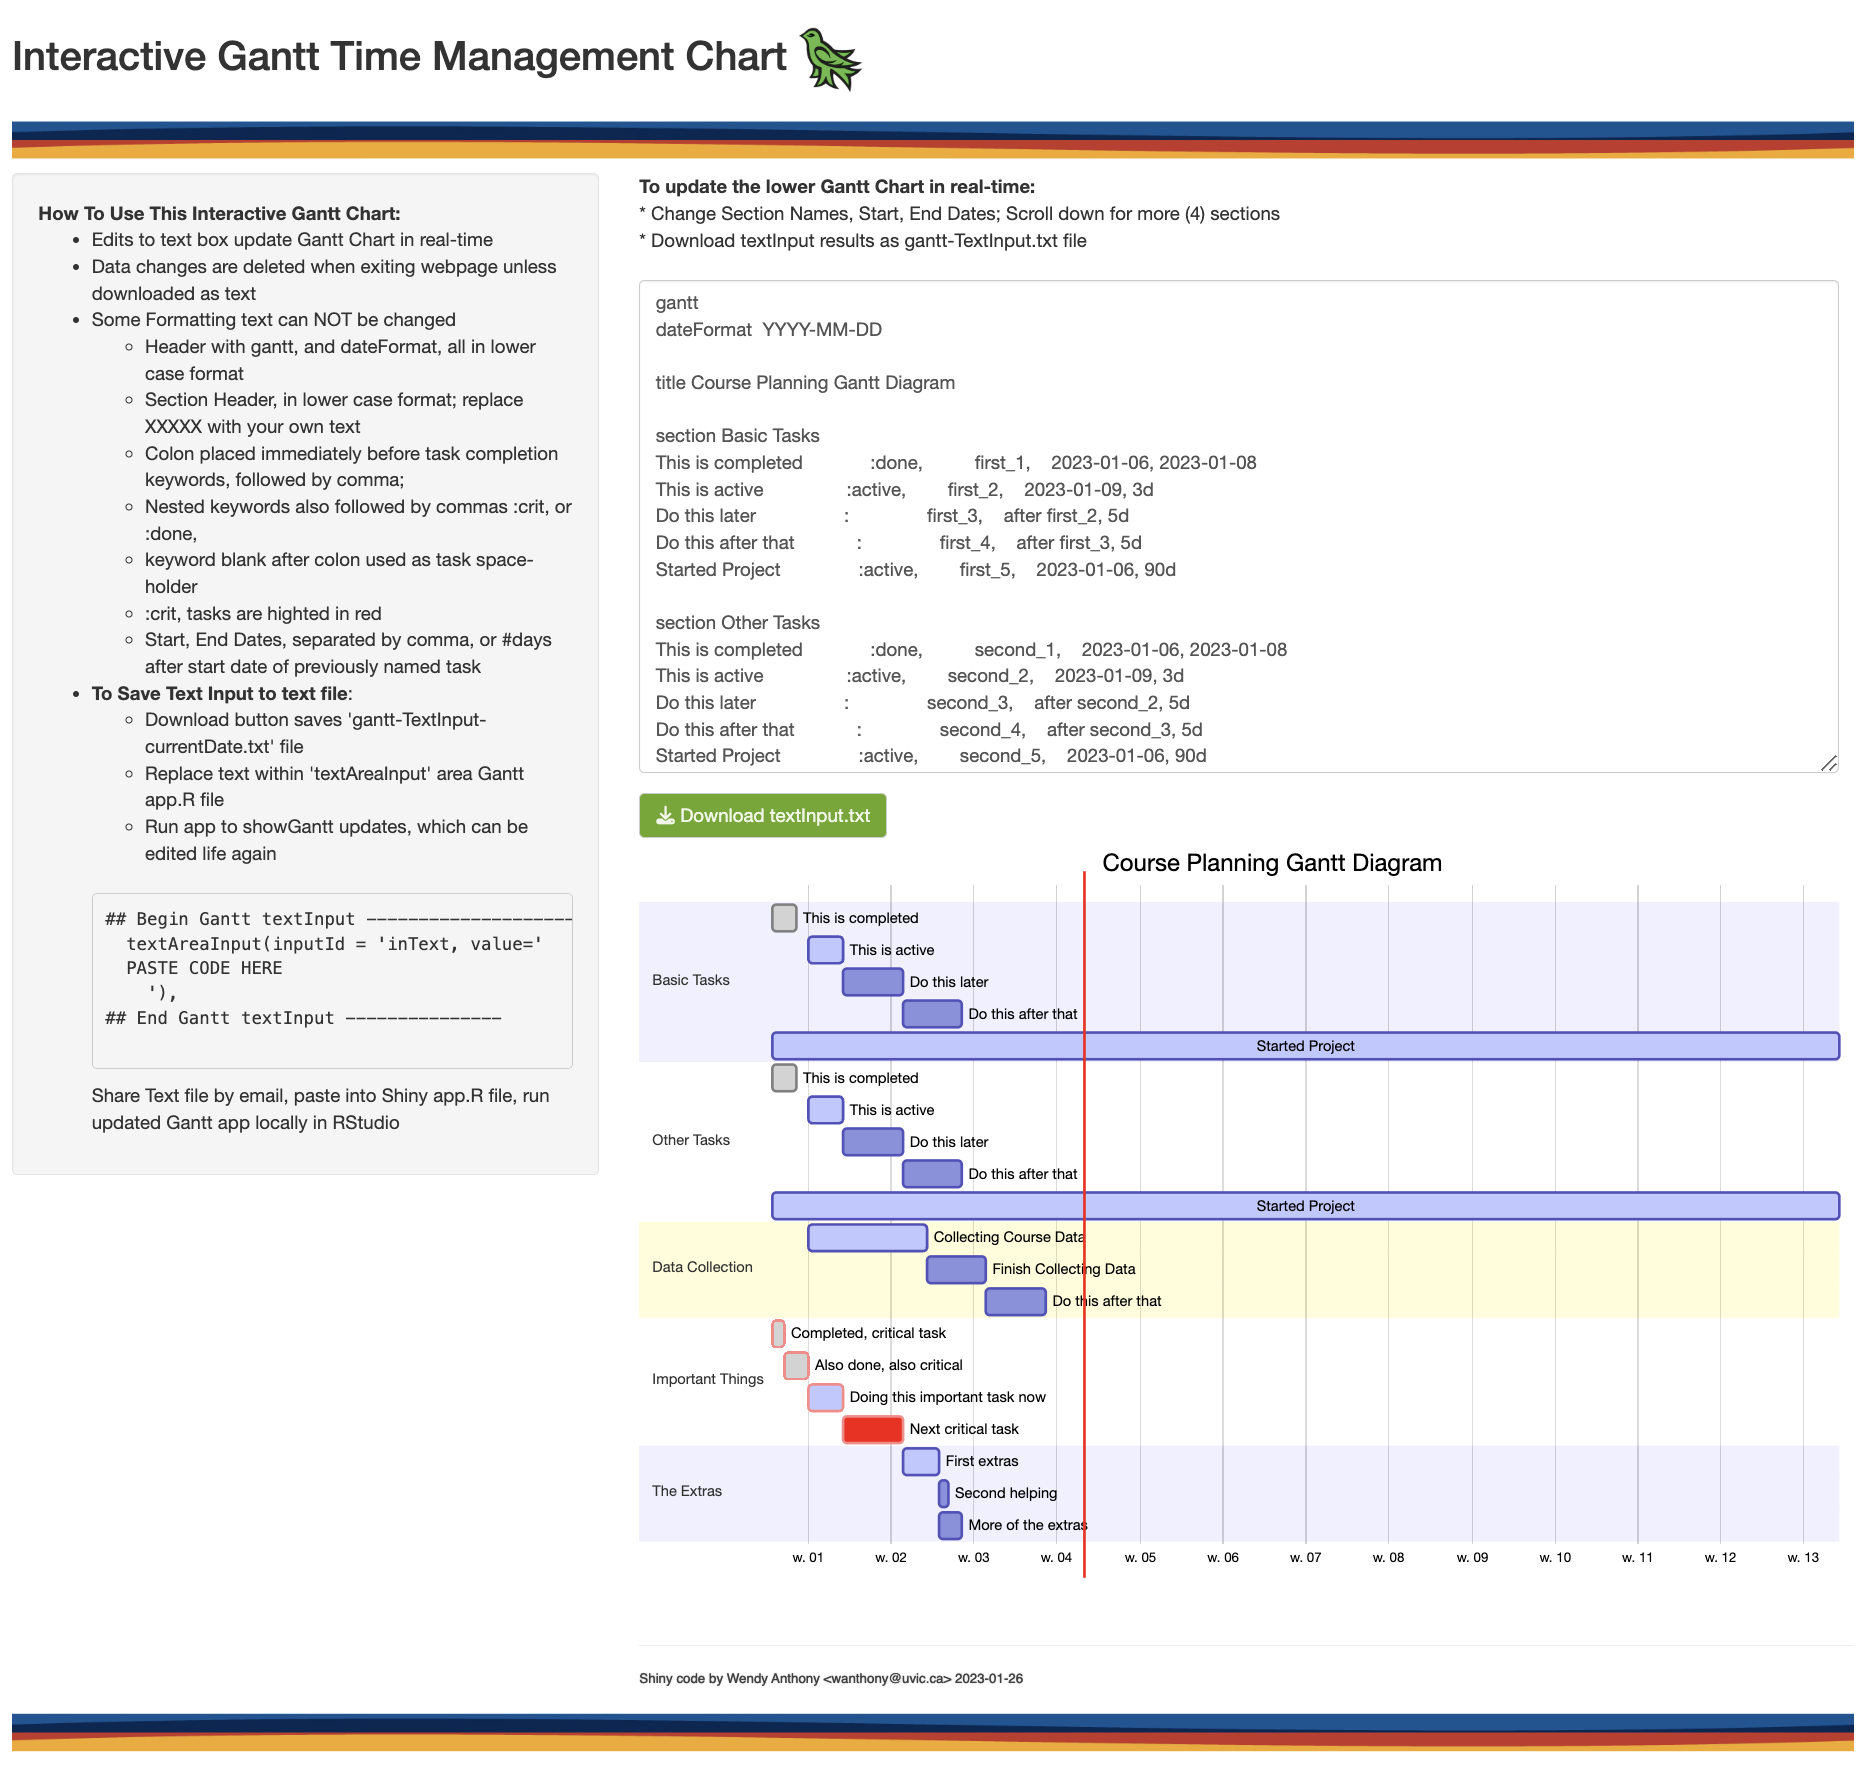 Interactive Gantt Time Management Chart
How To Use This Interactive Gantt Chart:
• Edits to text box update Gantt Chart in real-time
• Data changes are deleted when exiting webpage unless
downloaded as text
• Some Formatting text can NOT be changed
◦ Header with gantt, and dateFormat, all in lower
case format
◦ Section Header, in lower case format; replace
XXXXX with your own text
◦ Colon placed immediately before task completion
keywords, followed by comma;
◦ Nested keywords also followed by commas :crit, or
:done,
◦ keyword blank after colon used as task space-
holder
◦ :crit, tasks are highted in red
◦ Start, End Dates, separated by comma, or #days
after start date of previously named task
• To Save Text Input to text file:
◦ Download button saves 'gantt-TextInput-
currentDate.txt' file
◦ Replace text within 'textAreaInput' area Gantt
app.R file
◦ Run app to showGantt updates, which can be
edited life again
## Begin Gantt textInput --------------------
textAreaInput(inputId = 'inText, value='
PASTE CODE HERE
'),
## End Gantt textInput ---------------
Share Text file by email, paste into Shiny app.R file, run
updated Gantt app locally in RStudio
To update the lower Gantt Chart in real-time:
* Change Section Names, Start, End Dates; Scroll down for more (4) sections
* Download textInput results as gantt-TextInput.txt file
gantt
dateFormat YYYY-MM-DD
title Course Planning Gantt Diagram
section Basic Tasks
This is completed :done, first_1, 2023-01-06, 2023-01-08
This is active :active, first_2, 2023-01-09, 3d
Do this later : first_3, after first_2, 5d
Do this after that : first_4, after first_3, 5d
Started Project :active, first_5, 2023-01-06, 90d
section Other Tasks
This is completed :done, second_1, 2023-01-06, 2023-01-08
This is active :active, second_2, 2023-01-09, 3d
Do this later : second_3, after second_2, 5d
Do this after that : second_4, after second_3, 5d
Started Project :active, second_5, 2023-01-06, 90d
Download textInput.txt
Course Planning Gantt Diagram
Basic Tasks
This is completed
This is active
Do this later
Do this after that
Started Project
Other Tasks
This is completed
This is active
Do this later
Do this after that
Started Project
Data Collection
Collecting Course Data
Finish Collecting Data
Do this after that
Important Things
Completed, critical task
Also done, also critical
Doing this important task now
Next critical task
The Extras
First extras
Second helping
More of the extras
w. 01 w. 02 w. 03 w. 04 w. 05 w. 06 w. 07 w. 08 w. 09 w. 10 w. 11 w. 12 w. 13
Shiny code by Wendy Anthony <wanthony@uvic.ca> 2023-01-26